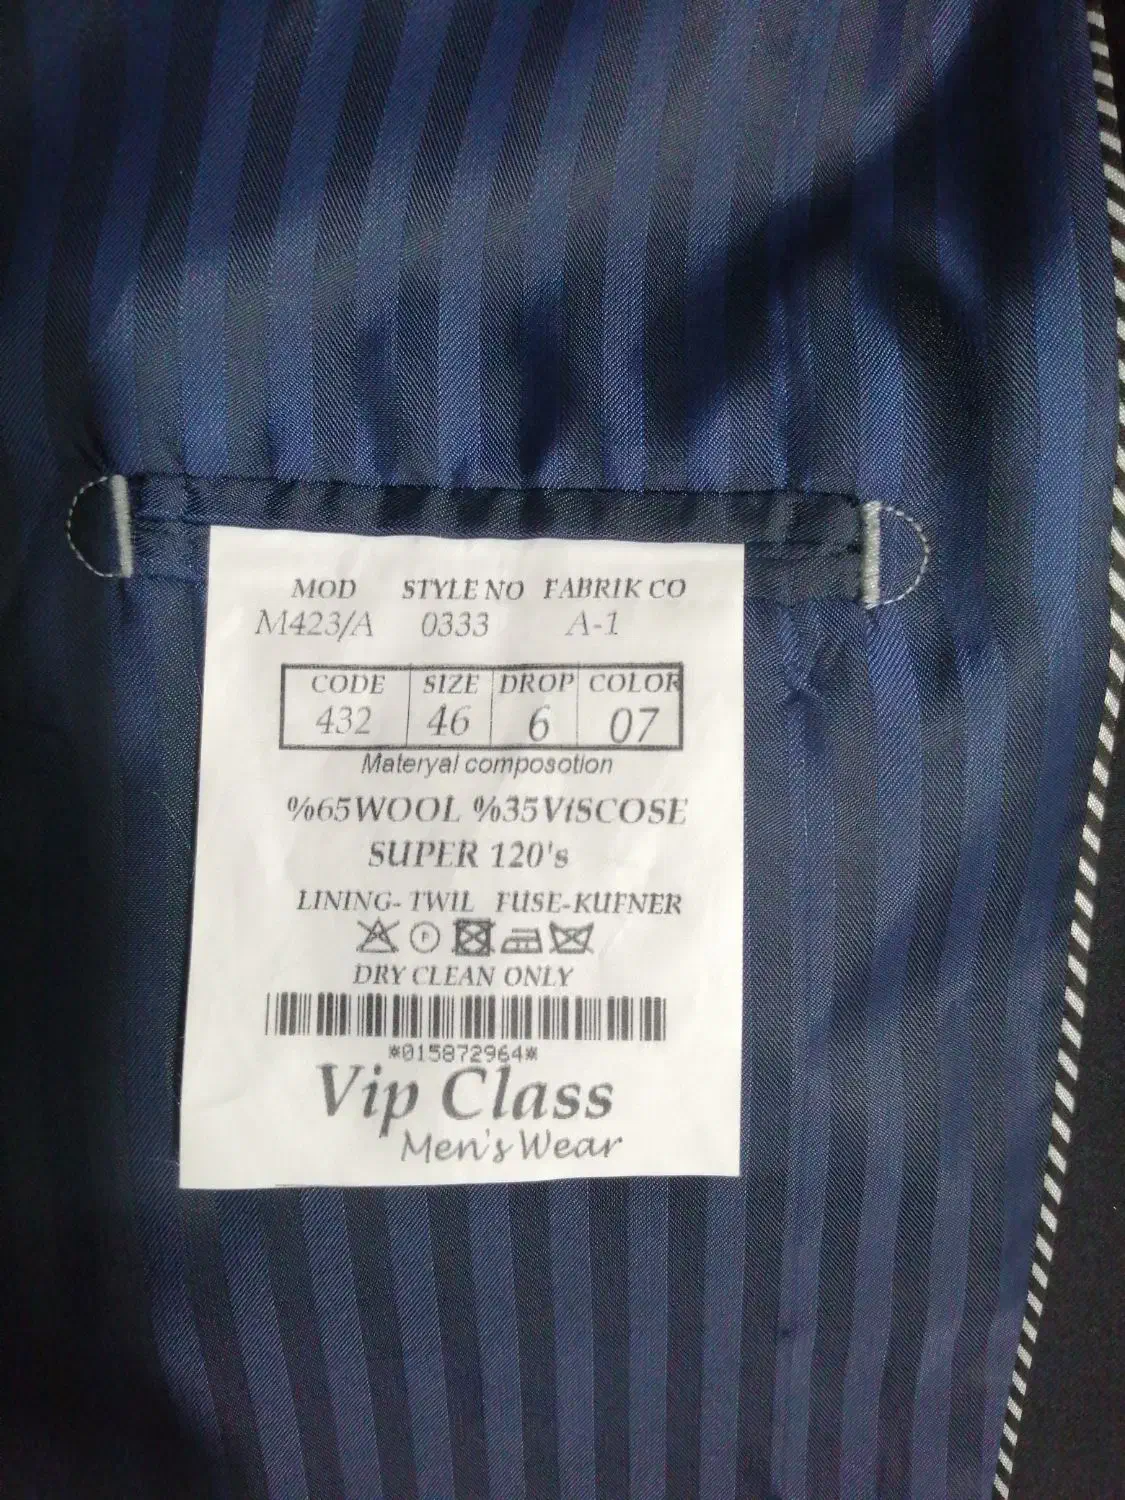 MOD STYLE NO FABRIK CO
M423/A 0333 A-1
CODE SIZE DROP COLOR
432 46 6 07
Materyal composotion
%65WOOL %35ViSCOSE
SUPER 120's
LINING- TWIL FUSE-KUFNER
DRY CLEAN ONLY
*015872964*
Vip Class
Men's Wear